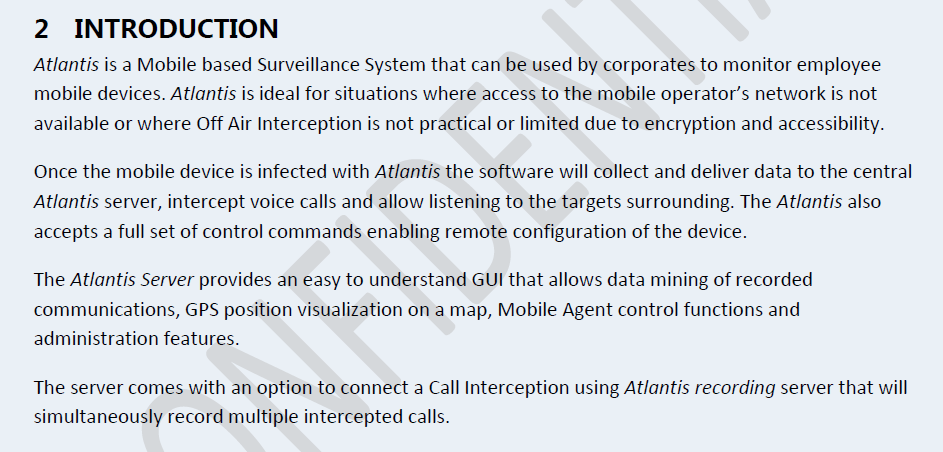 2 INTRODUCTION
Atlantis is a Mobile based Surveillance System that can be used by corporates to monitor employee
mobile devices. Atlantis is ideal for situations where access to the mobile operator’s network is not
available or where Off Air Interception is not practical or limited due to encryption and accessibility.
Once the mobile device is infected with Atlantis the software will collect and deliver data to the central
Atlantis server, intercept voice calls and allow listening to the targets surrounding. The Atlantis also
accepts a full set of control commands enabling remote configuration of the device.
The Atlantis Server provides an easy to understand GUI that allows data mining of recorded
communications, GPS position visualization on a map, Mobile Agent control functions and
administration features.
The server comes with an option to connect a Call Interception using Atlantis recording server that will
simultaneously record multiple intercepted calls.
ONFIDENTI